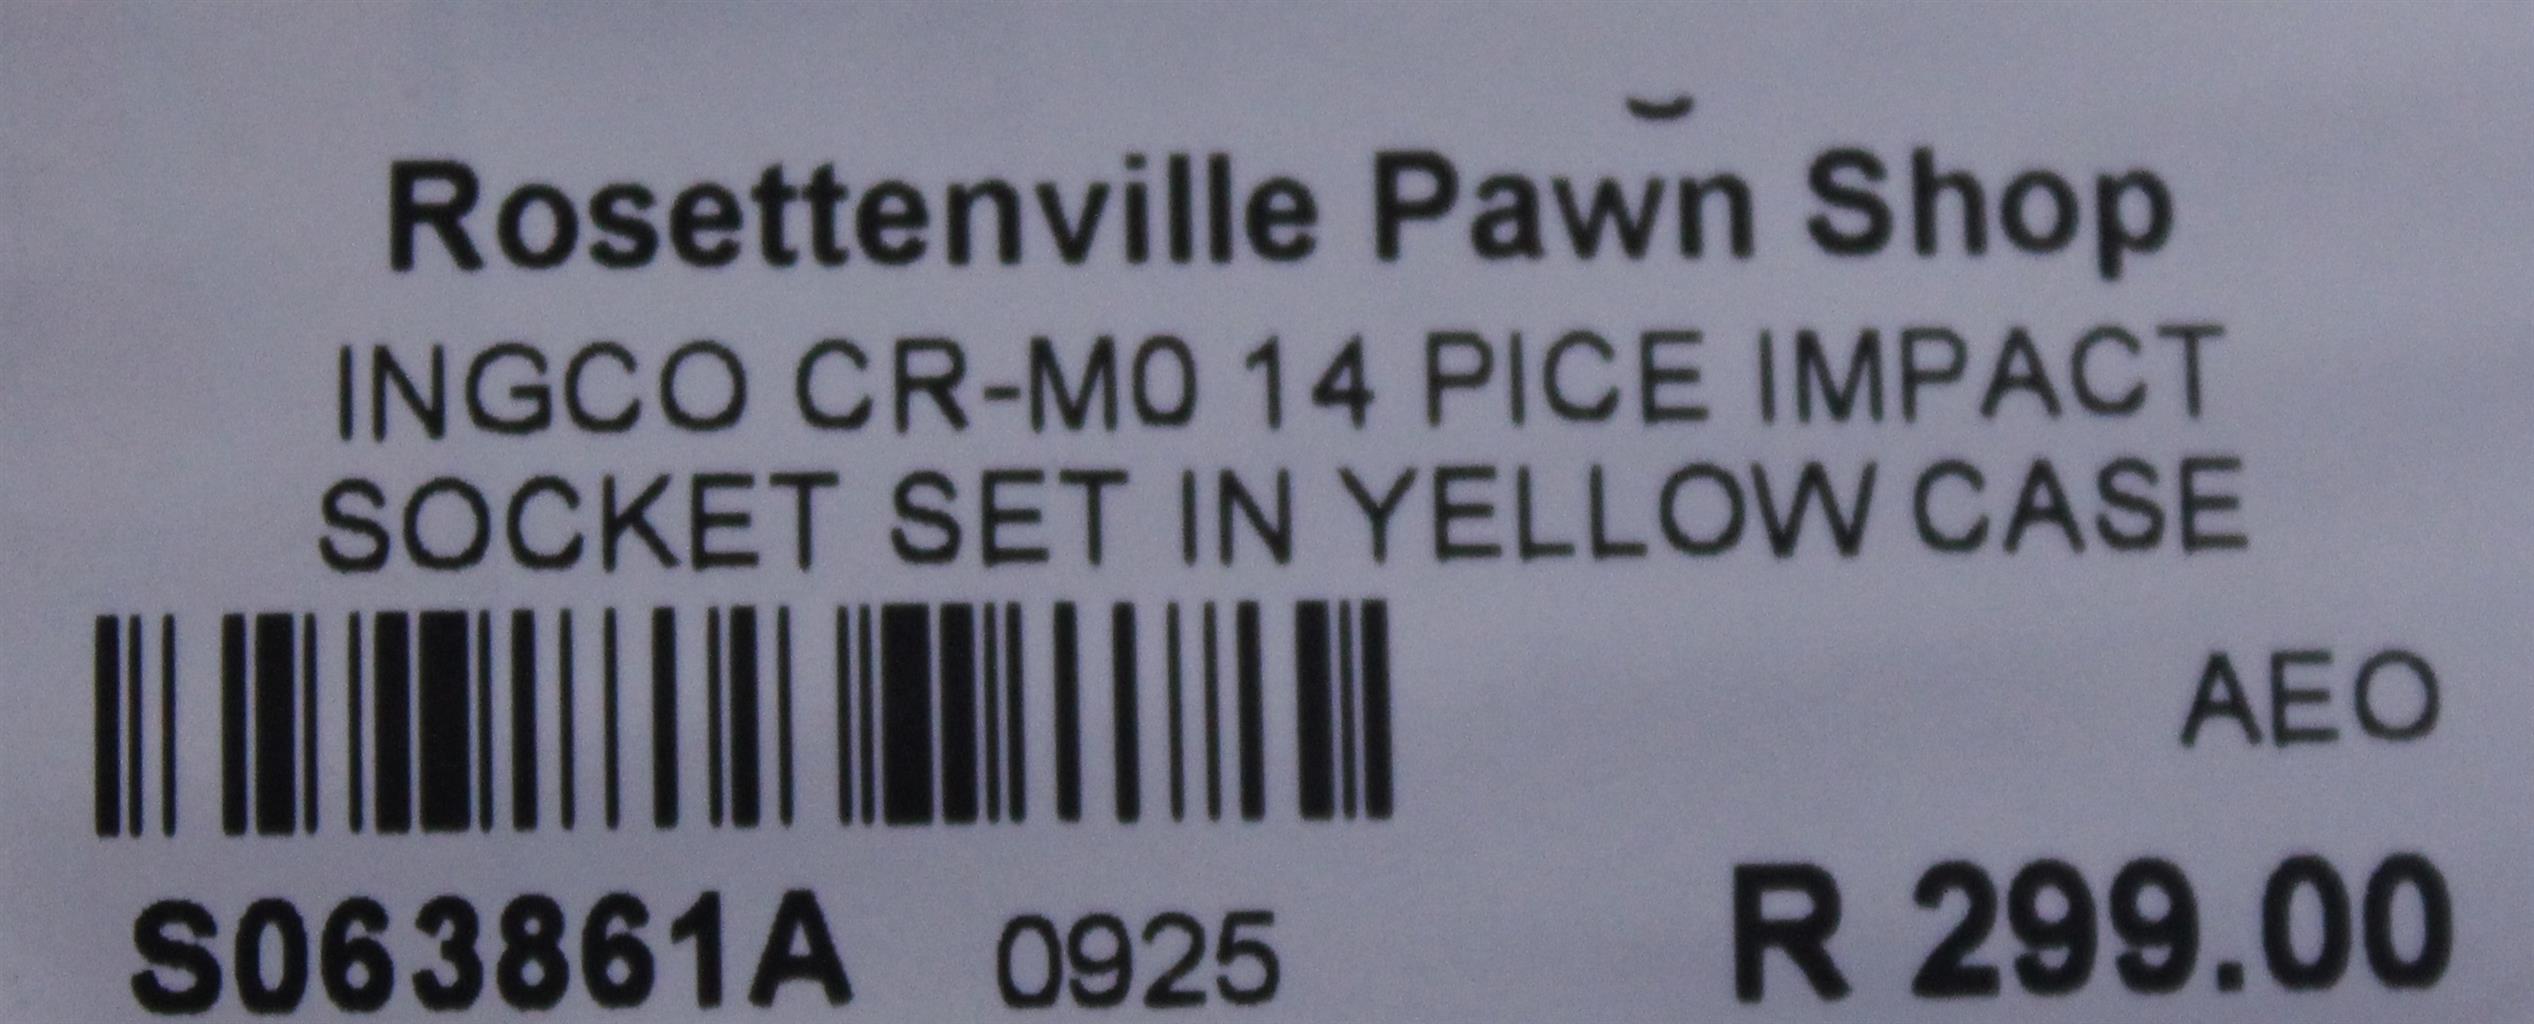 Rosettenville Pawn Shop
INGCO CR-M0 14 PICE IMPACT
SOCKET SET IN YELLOW CASE
AEO
S063861A 0925 R 299.00